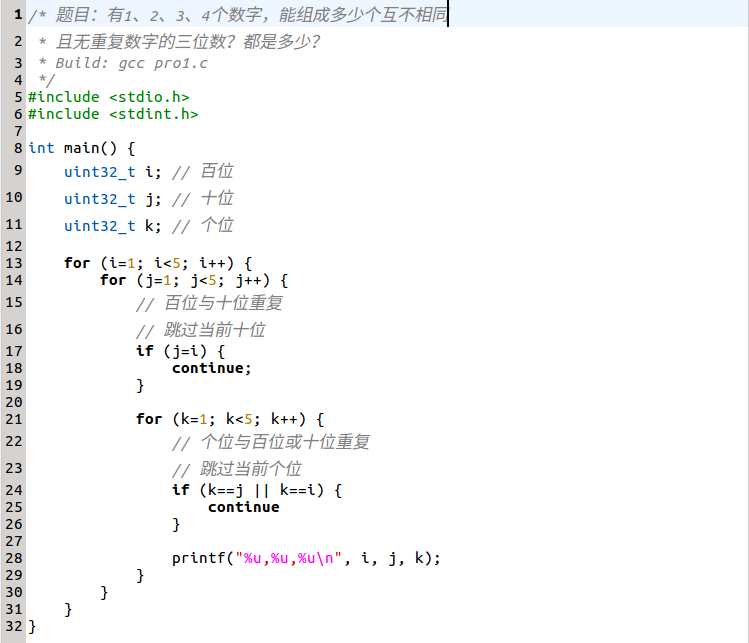 1 /* 题目：有1、2、3、4个数字，能组成多少个互不相同
2  * 且无重复数字的三位数？都是多少？
3  * Build: gcc pro1.c
4  */
5 #include <stdio.h>
6 #include <stdint.h>
7
8 int main() {
9     uint32_t i; // 百位
10     uint32_t j; // 十位
11     uint32_t k; // 个位
12
13     for (i=1; i<5; i++) {
14         for (j=1; j<5; j++) {
15             // 百位与十位重复
16             // 跳过当前十位
17             if (j=i) {
18                 continue;
19             }
20
21             for (k=1; k<5; k++) {
22                 // 个位与百位或十位重复
23                 // 跳过当前个位
24                 if (k==j || k==i) {
25                     continue
26                 }
27
28                 printf("%u,%u,%u\n", i, j, k);
29             }
30         }
31     }
32 }